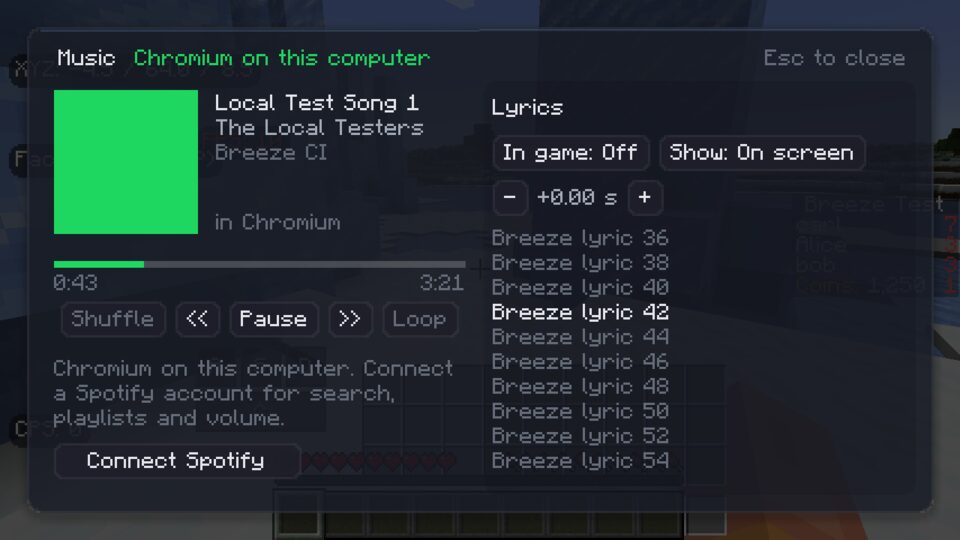 Music Chromium on this computer
Esc to close
Local Test Song 1
The Local Testers
Breeze CI
in Chromium
0:43
3:21
Shuffle
<<
Pause
>>
Loop
Chromium on this computer. Connect
a Spotify account for search,
playlists and volume.
Connect Spotify
Lyrics
In game: Off
Show: On screen
-
+0.00 s
+
Breeze lyric 36
Breeze lyric 38
Breeze lyric 40
Breeze lyric 42
Breeze lyric 44
Breeze lyric 46
Breeze lyric 48
Breeze lyric 50
Breeze lyric 52
Breeze lyric 54
Breeze Test
carl
Alice
bob
Coins: 1,250